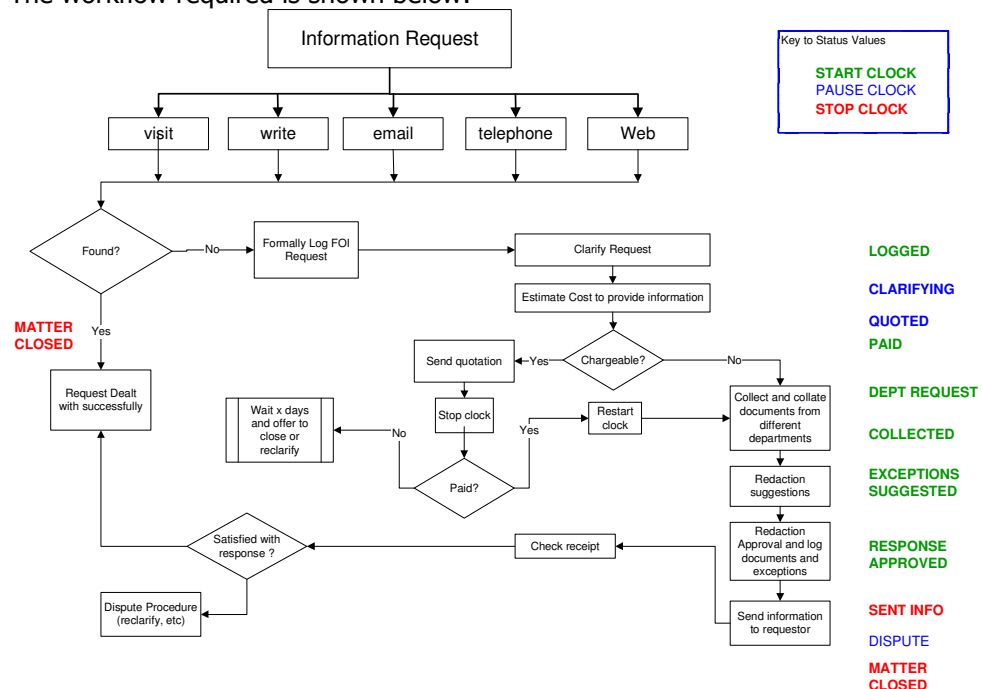 The workflow required is shown below:
Information Request
Key to Status Values
START CLOCK
PAUSE CLOCK
STOP CLOCK
visit
write
email
telephone
Web
Found?
No
Formally Log FOI
Request
Clarify Request
LOGGED
Estimate Cost to provide information
CLARIFYING
QUOTED
MATTER
CLOSED
Yes
Send quotation
Yes
Chargeable?
No
PAID
Request Dealt
with successfully
Wait x days
and offer to
close or
reclarify
No
Stop clock
Yes
Restart
clock
Collect and collate
documents from
different
departments
DEPT REQUEST
COLLECTED
Paid?
Redaction
suggestions
EXCEPTIONS
SUGGESTED
Satisfied with
response ?
Check receipt
Redaction
Approval and log
documents and
exceptions
RESPONSE
APPROVED
Dispute Procedure
(reclarify, etc)
Send information
to requestor
SENT INFO
DISPUTE
MATTER
CLOSED